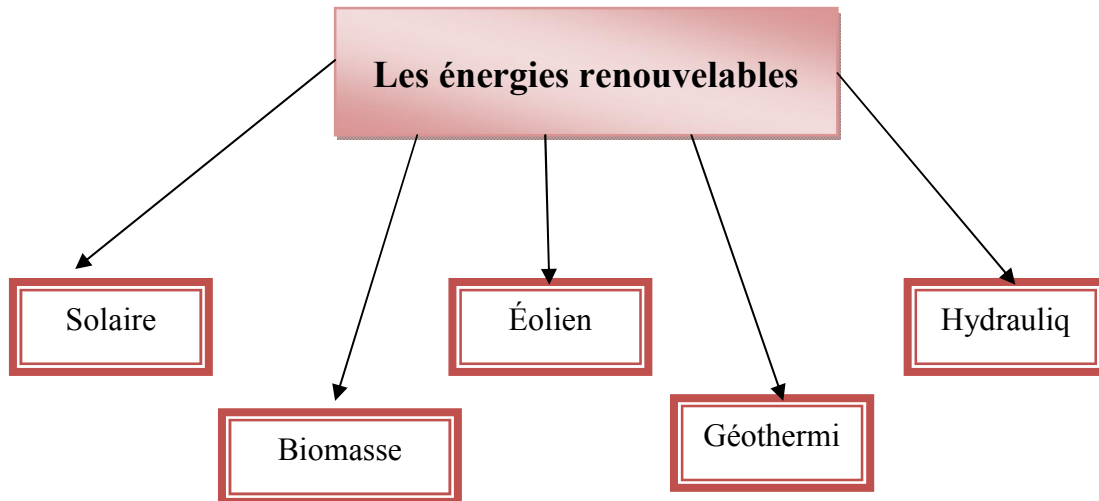 Les énergies renouvelables
Solaire
Éolien
Hydrauliq
Biomasse
Géothermi